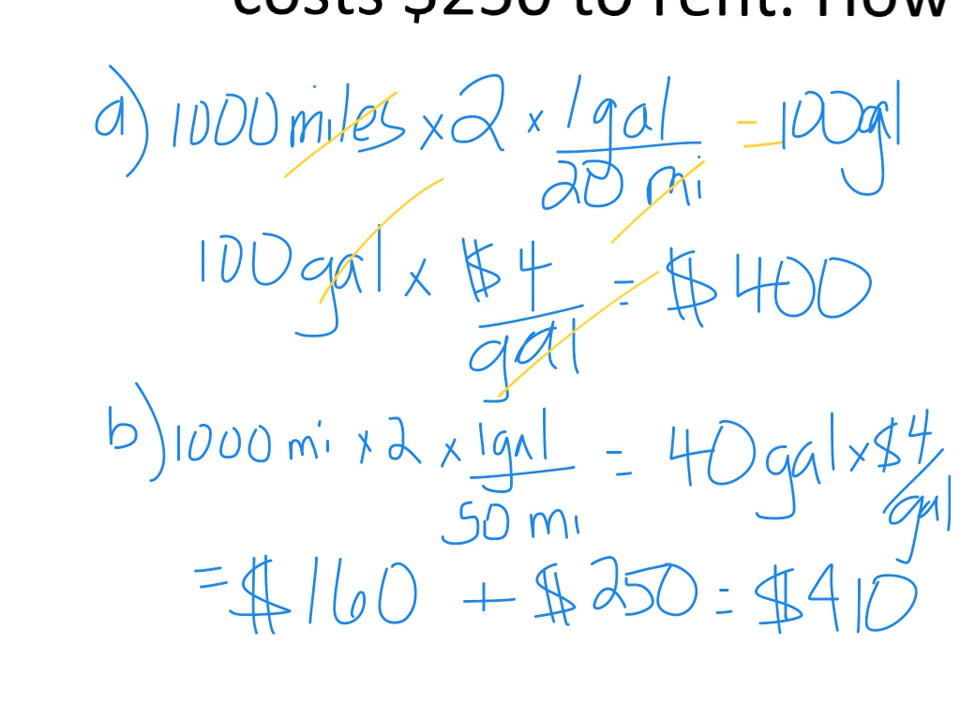 costs $250 to rent. How
a) 1000 miles x 2 x 1 gal / 20 mi = 100 gal
100 gal x $4 / gal = $400
b) 1000 mi x 2 x 1 gal / 50 mi = 40 gal x $4 / gal
= $160 + $250 = $410